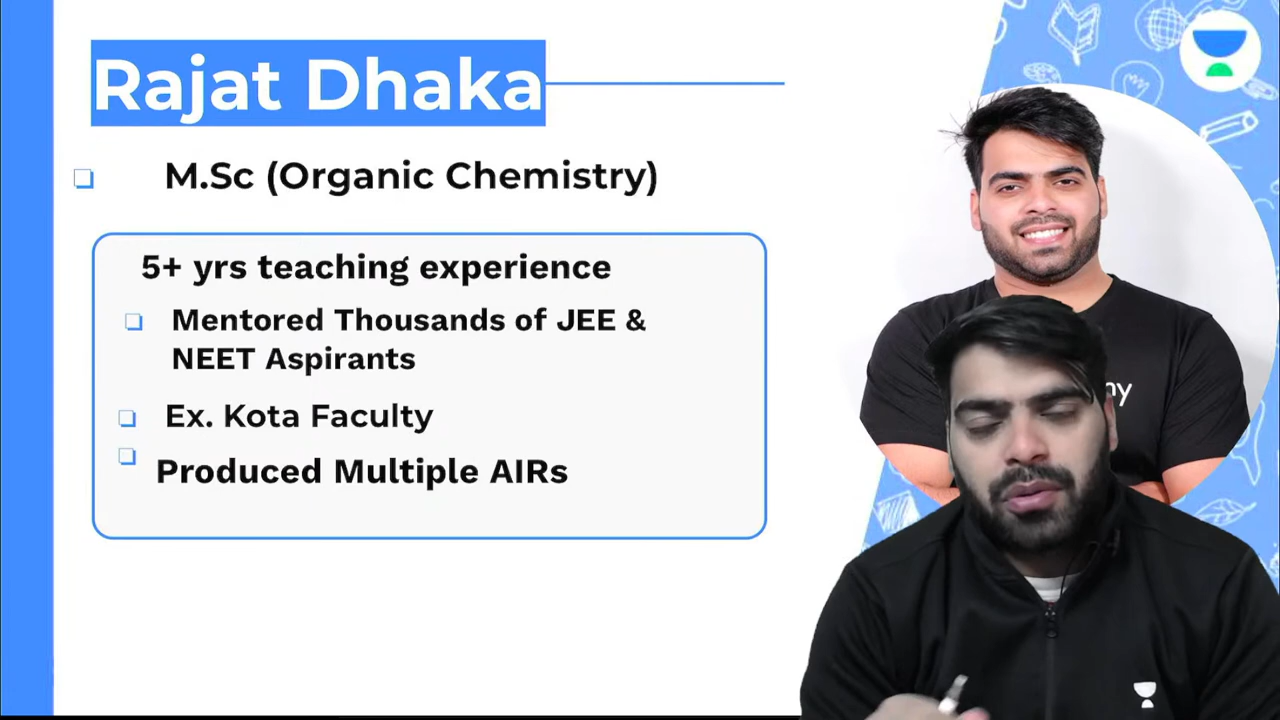 Rajat Dhaka
M.Sc (Organic Chemistry)
5+ yrs teaching experience
Mentored Thousands of JEE &
NEET Aspirants
Ex. Kota Faculty
Produced Multiple AIRs